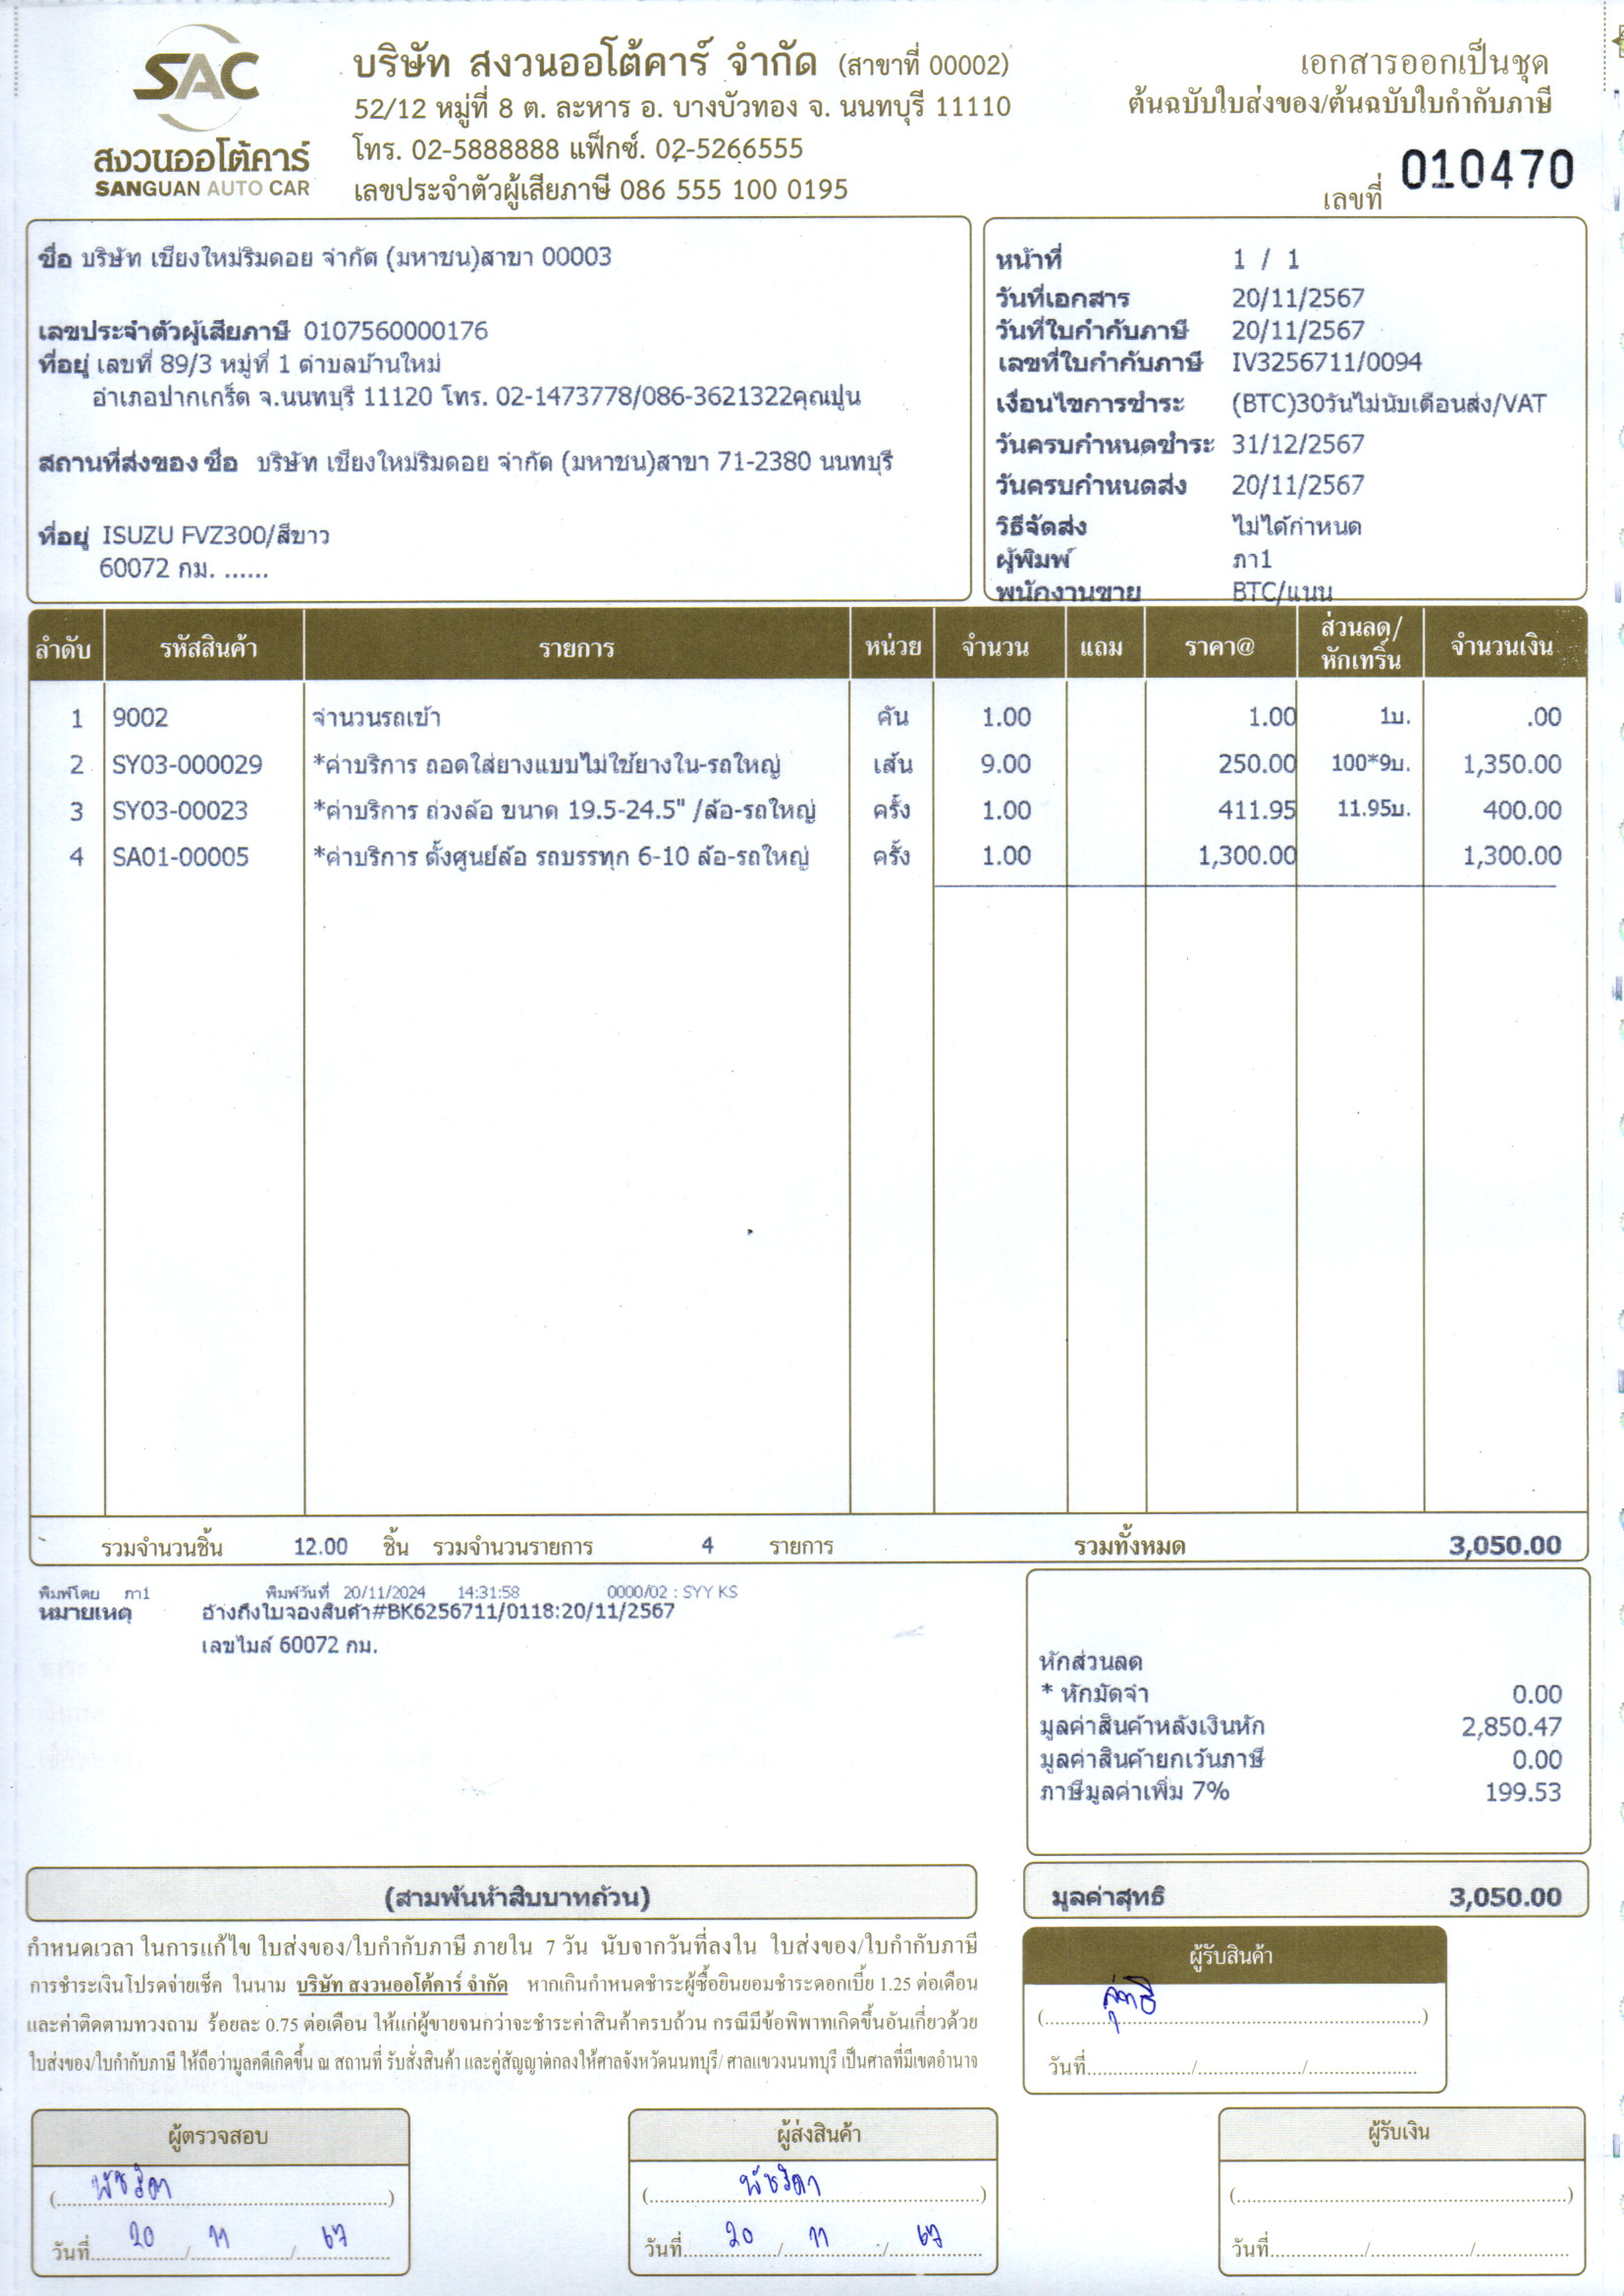 SAC
สงวนออโต้คาร์
SANGUAN AUTO CAR
บริษัท สงวนออโต้คาร์ จำกัด (สาขาที่ 00002)
52/12 หมู่ที่ 8 ต. ละหาร อ. บางบัวทอง จ. นนทบุรี 11110
โทร. 02-5888888 แฟ็กซ์. 02-5266555
เลขประจำตัวผู้เสียภาษี 086 555 100 0195
เอกสารออกเป็นชุด
ต้นฉบับใบส่งของ/ต้นฉบับใบกำกับภาษี
เลขที่ 010470
ชื่อ บริษัท เชียงใหม่ริมดอย จำกัด (มหาชน)สาขา 00003
เลขประจำตัวผู้เสียภาษี 0107560000176
ที่อยู่ เลขที่ 89/3 หมู่ที่ 1 ตำบลบ้านใหม่
อำเภอปากเกร็ด จ.นนทบุรี 11120 โทร. 02-1473778/086-3621322คุณปูน
สถานที่ส่งของ ชื่อ บริษัท เชียงใหม่ริมดอย จำกัด (มหาชน)สาขา 71-2380 นนทบุรี
ที่อยู่ ISUZU FVZ300/สีขาว
60072 กม. ......
หน้าที่ 1 / 1
วันที่เอกสาร 20/11/2567
วันที่ใบกำกับภาษี 20/11/2567
เลขที่ใบกำกับภาษี IV3256711/0094
เงื่อนไขการชำระ (BTC)30วันไม่นับเดือนส่ง/VAT
วันครบกำหนดชำระ 31/12/2567
วันครบกำหนดส่ง 20/11/2567
วิธีจัดส่ง ไม่ได้กำหนด
ผู้พิมพ์ ภา1
พนักงานขาย BTC/แนน
ลำดับ รหัสสินค้า รายการ หน่วย จำนวน แถม ราคา@ ส่วนลด/หักเทริ์น จำนวนเงิน
1 9002 จำนวนรถเข้า คัน 1.00 1.00 1บ. .00
2 SY03-000029 *ค่าบริการ ถอดใส่ยางแบบไม่ใช้ยางใน-รถใหญ่ เส้น 9.00 250.00 100*9บ. 1,350.00
3 SY03-00023 *ค่าบริการ ถ่วงล้อ ขนาด 19.5-24.5" /ล้อ-รถใหญ่ ครั้ง 1.00 411.95 11.95บ. 400.00
4 SA01-00005 *ค่าบริการ ตั้งศูนย์ล้อ รถบรรทุก 6-10 ล้อ-รถใหญ่ ครั้ง 1.00 1,300.00 1,300.00
รวมจำนวนชิ้น 12.00 ชิ้น รวมจำนวนรายการ 4 รายการ รวมทั้งหมด 3,050.00
พิมพ์โดย ภา1 พิมพ์วันที่ 20/11/2024 14:31:58 0000/02 : SYY KS
หมายเหตุ อ้างถึงใบจองสินค้า#BK6256711/0118:20/11/2567
เลขไมล์ 60072 กม.
หักส่วนลด
* หักมัดจำ 0.00
มูลค่าสินค้าหลังเงินหัก 2,850.47
มูลค่าสินค้ายกเว้นภาษี 0.00
ภาษีมูลค่าเพิ่ม 7% 199.53
(สามพันห้าสิบบาทถ้วน)
มูลค่าสุทธิ 3,050.00
กำหนดเวลา ในการแก้ไข ใบส่งของ/ใบกำกับภาษี ภายใน 7 วัน นับจากวันที่ลงใน ใบส่งของ/ใบกำกับภาษี
การชำระเงินโปรดจ่ายเช็ค ในนาม บริษัท สงวนออโต้คาร์ จำกัด หากเกินกำหนดชำระผู้ซื้อยินยอมชำระดอกเบี้ย 1.25 ต่อเดือน
และค่าติดตามทวงถาม ร้อยละ 0.75 ต่อเดือน ให้แก่ผู้ขายจนกว่าจะชำระค่าสินค้าครบถ้วน กรณีมีข้อพิพาทเกิดขึ้นอันเกี่ยวด้วย
ใบส่งของ/ใบกำกับภาษี ให้ถือว่ามูลคดีเกิดขึ้น ณ สถานที่ รับสั่งสินค้า และคู่สัญญาตกลงให้ศาลจังหวัดนนทบุรี/ ศาลแขวงนนทบุรี เป็นศาลที่มีเขตอำนาจ
ผู้รับสินค้า
วันที่
ผู้ตรวจสอบ
พัชริดา
วันที่ 20 / 11 / 67
ผู้ส่งสินค้า
พัชริดา
วันที่ 20 / 11 / 67
ผู้รับเงิน
วันที่